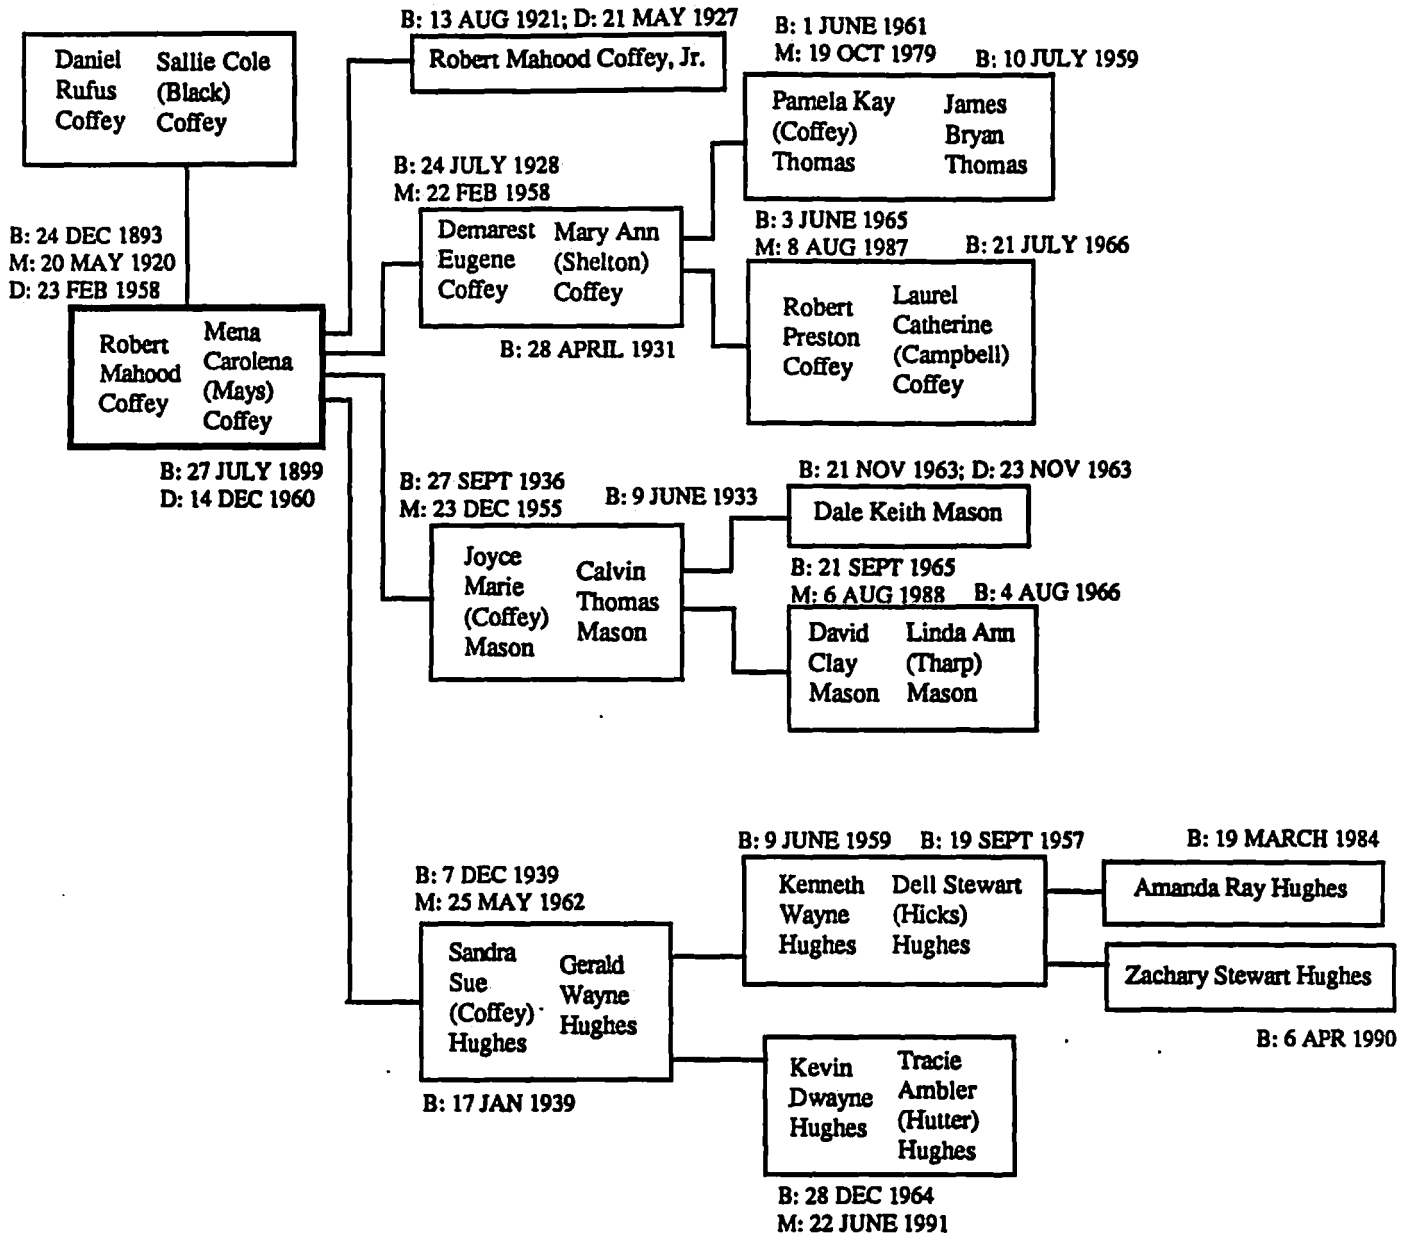 Daniel Sallie Cole
Rufus (Black)
Coffey Coffey
B: 24 DEC 1893
M: 20 MAY 1920
D: 23 FEB 1958
Robert
Mahood
Coffey
Mena
Carolena
(Mays)
Coffey
B: 27 JULY 1899
D: 14 DEC 1960
B: 13 AUG 1921; D: 21 MAY 1927
Robert Mahood Coffey, Jr.
B: 24 JULY 1928
M: 22 FEB 1958
Demarest Mary Ann
Eugene (Shelton)
Coffey Coffey
B: 28 APRIL 1931
B: 1 JUNE 1961
M: 19 OCT 1979 B: 10 JULY 1959
Pamela Kay James
(Coffey) Bryan
Thomas Thomas
B: 3 JUNE 1965
M: 8 AUG 1987 B: 21 JULY 1966
Robert
Preston
Coffey
Laurel
Catherine
(Campbell)
Coffey
B: 27 SEPT 1936
M: 23 DEC 1955 B: 9 JUNE 1933
Joyce
Marie
(Coffey)
Mason
Calvin
Thomas
Mason
B: 21 NOV 1963; D: 23 NOV 1963
Dale Keith Mason
B: 21 SEPT 1965
M: 6 AUG 1988 B: 4 AUG 1966
David Linda Ann
Clay (Tharp)
Mason Mason
B: 7 DEC 1939
M: 25 MAY 1962
Sandra
Sue
(Coffey)
Hughes
Gerald
Wayne
Hughes
B: 17 JAN 1939
B: 9 JUNE 1959 B: 19 SEPT 1957
Kenneth Dell Stewart
Wayne (Hicks)
Hughes Hughes
B: 19 MARCH 1984
Amanda Ray Hughes
Zachary Stewart Hughes
B: 6 APR 1990
Kevin
Dwayne
Hughes
Tracie
Ambler
(Hutter)
Hughes
B: 28 DEC 1964
M: 22 JUNE 1991